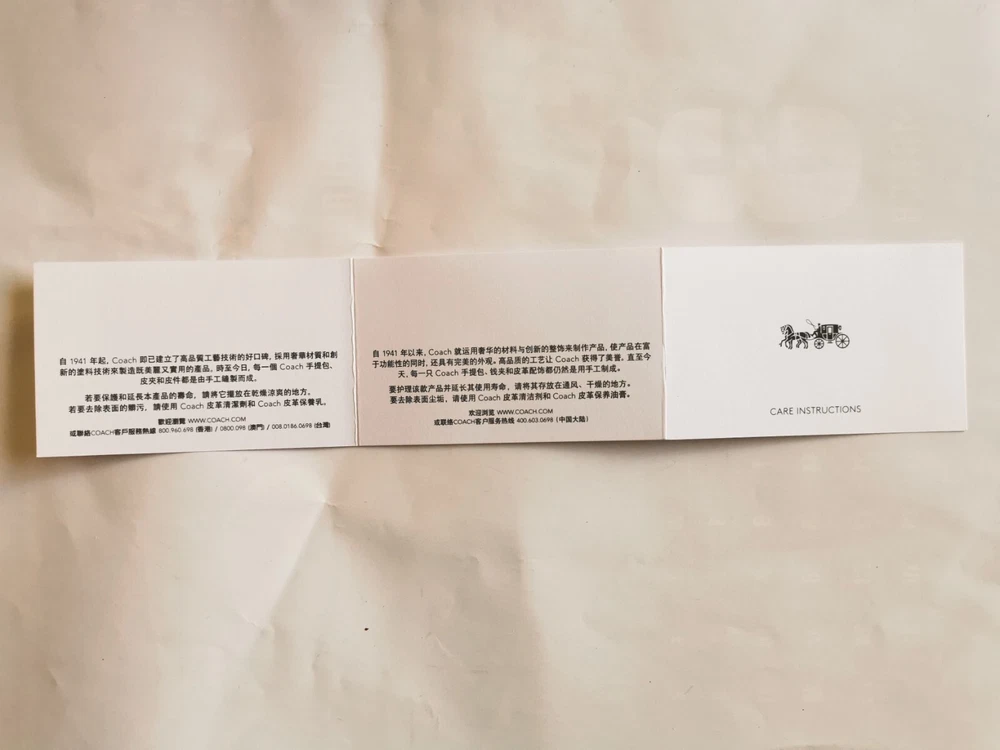 自 1941 年起, Coach 即已建立了高品質工藝技術的好口碑, 採用奢華材質和創
新的塗料技術來製造既美麗又實用的產品, 時至今日, 每一個 Coach 手提包、
皮夾和皮件都是由手工縫製而成。
若要保護和延長本產品的壽命, 請將它擺放在乾燥涼爽的地方。
若要去除表面的髒污, 請使用 Coach 皮革清潔劑和 Coach 皮革保養乳。
歡迎瀏覽 WWW.COACH.COM
或聯絡COACH客戶服務熱線 800.960.698 (香港) / 0800.098 (澳門) / 008.0186.0698 (台灣)
自 1941 年以来, Coach 就运用奢华的材料与创新的整饰来制作产品, 使产品在富
于功能性的同时, 还具有完美的外观。高品质的工艺让 Coach 获得了美誉。直至今
天, 每一只 Coach 手提包、钱夹和皮革配饰都仍然是用手工制成。
要护理该款产品并延长其使用寿命, 请将其存放在通风、干燥的地方。
要去除表面尘垢, 请使用 Coach 皮革清洁剂和 Coach 皮革保养油膏。
欢迎浏览 WWW.COACH.COM
或联络COACH客户服务热线 400.603.0698 (中国大陆)
CARE INSTRUCTIONS